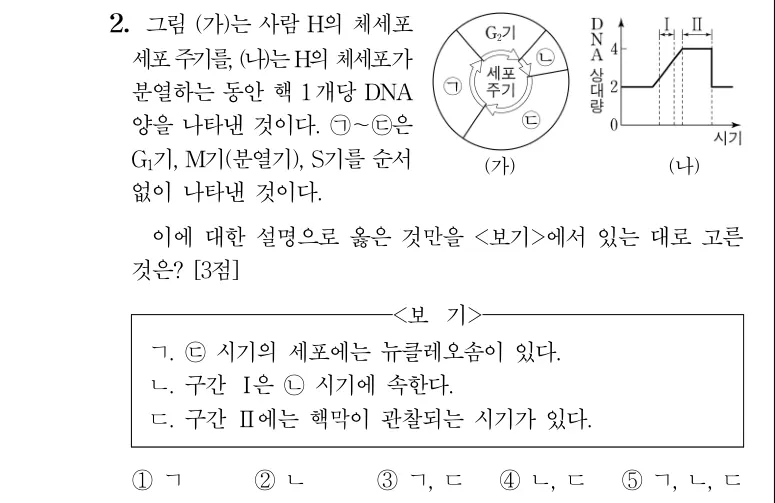 2. 그림 (가)는 사람 H의 체세포
세포 주기를, (나)는 H의 체세포가
분열하는 동안 핵 1개당 DNA
양을 나타낸 것이다. ㉠~㉢은
G₁기, M기(분열기), S기를 순서
없이 나타낸 것이다.
G₂기
㉠
㉡
㉢
세포
주기
(가)
DNA 상대량
4
2
0
Ⅰ Ⅱ
시기
(나)
이에 대한 설명으로 옳은 것만을 <보기>에서 있는 대로 고른
것은? [3점]
<보 기>
ㄱ. ㉢ 시기의 세포에는 뉴클레오솜이 있다.
ㄴ. 구간 Ⅰ은 ㉡ 시기에 속한다.
ㄷ. 구간 Ⅱ에는 핵막이 관찰되는 시기가 있다.
① ㄱ ② ㄴ ③ ㄱ, ㄷ ④ ㄴ, ㄷ ⑤ ㄱ, ㄴ, ㄷ